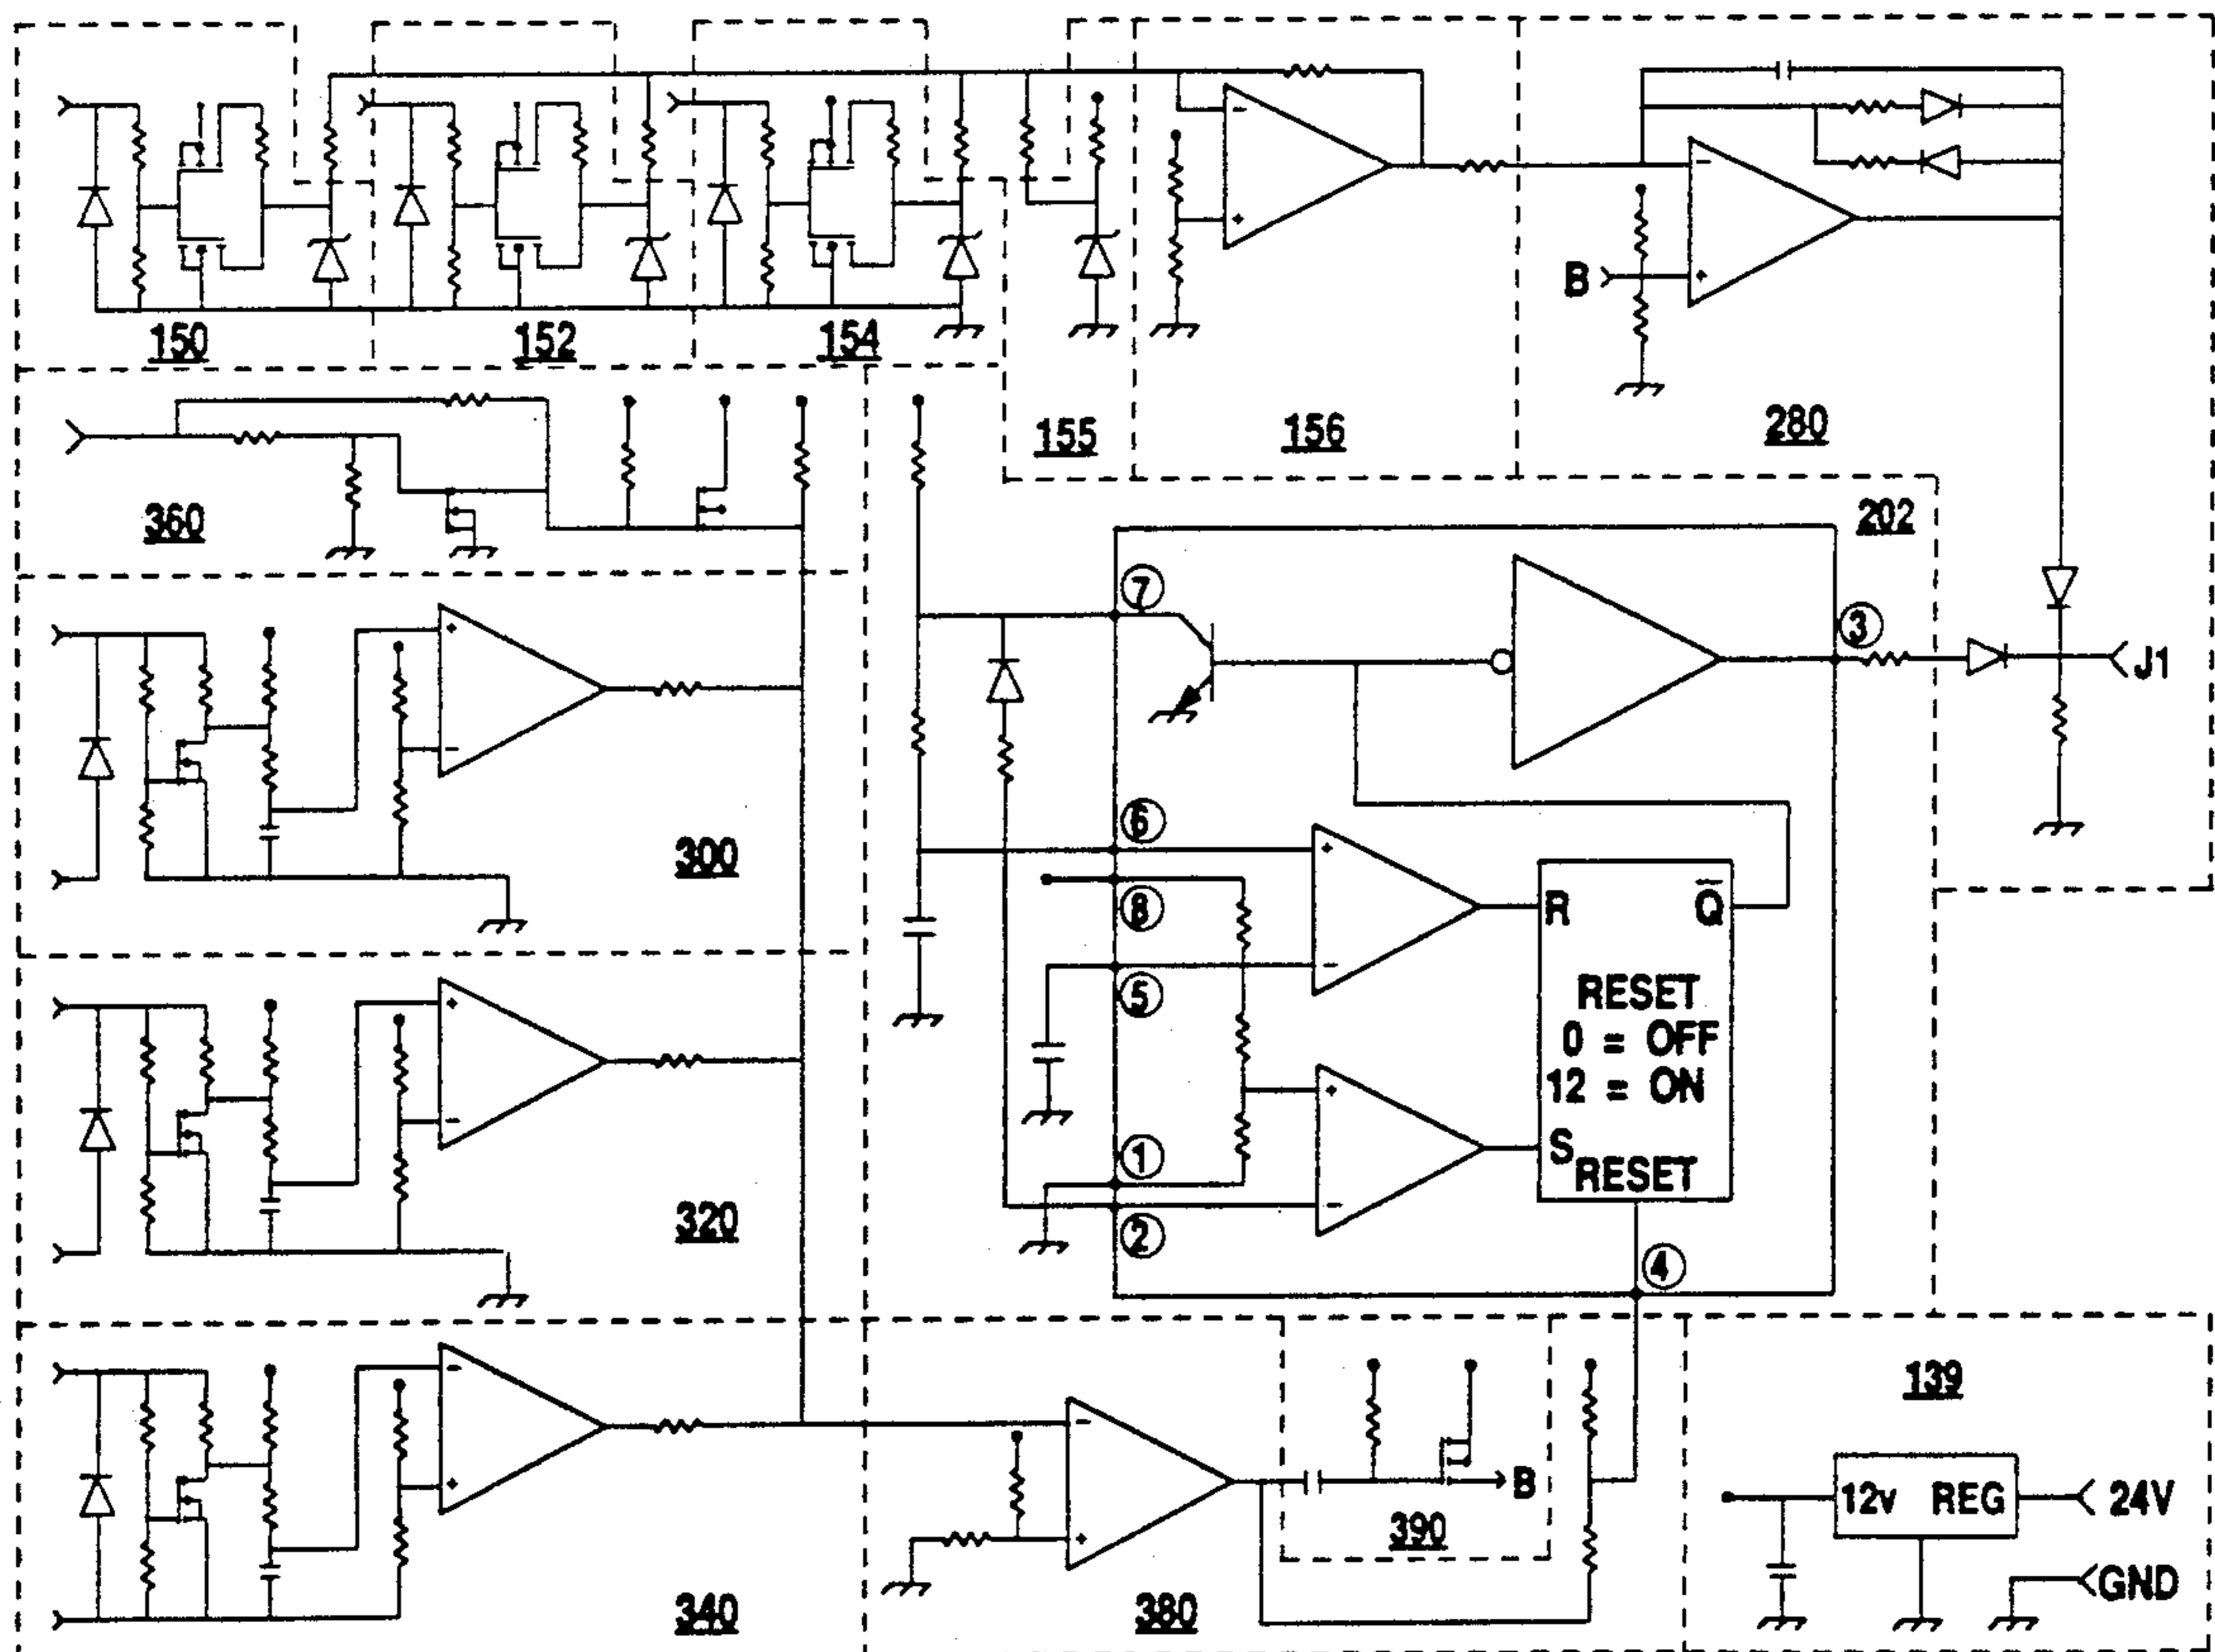 150
152
154
155
156
B
280
360
202
7
3
J1
300
6
8
5
R
Q̅
RESET
0 = OFF
12 = ON
S
RESET
1
2
4
320
340
380
390
B
139
12v REG
24V
GND